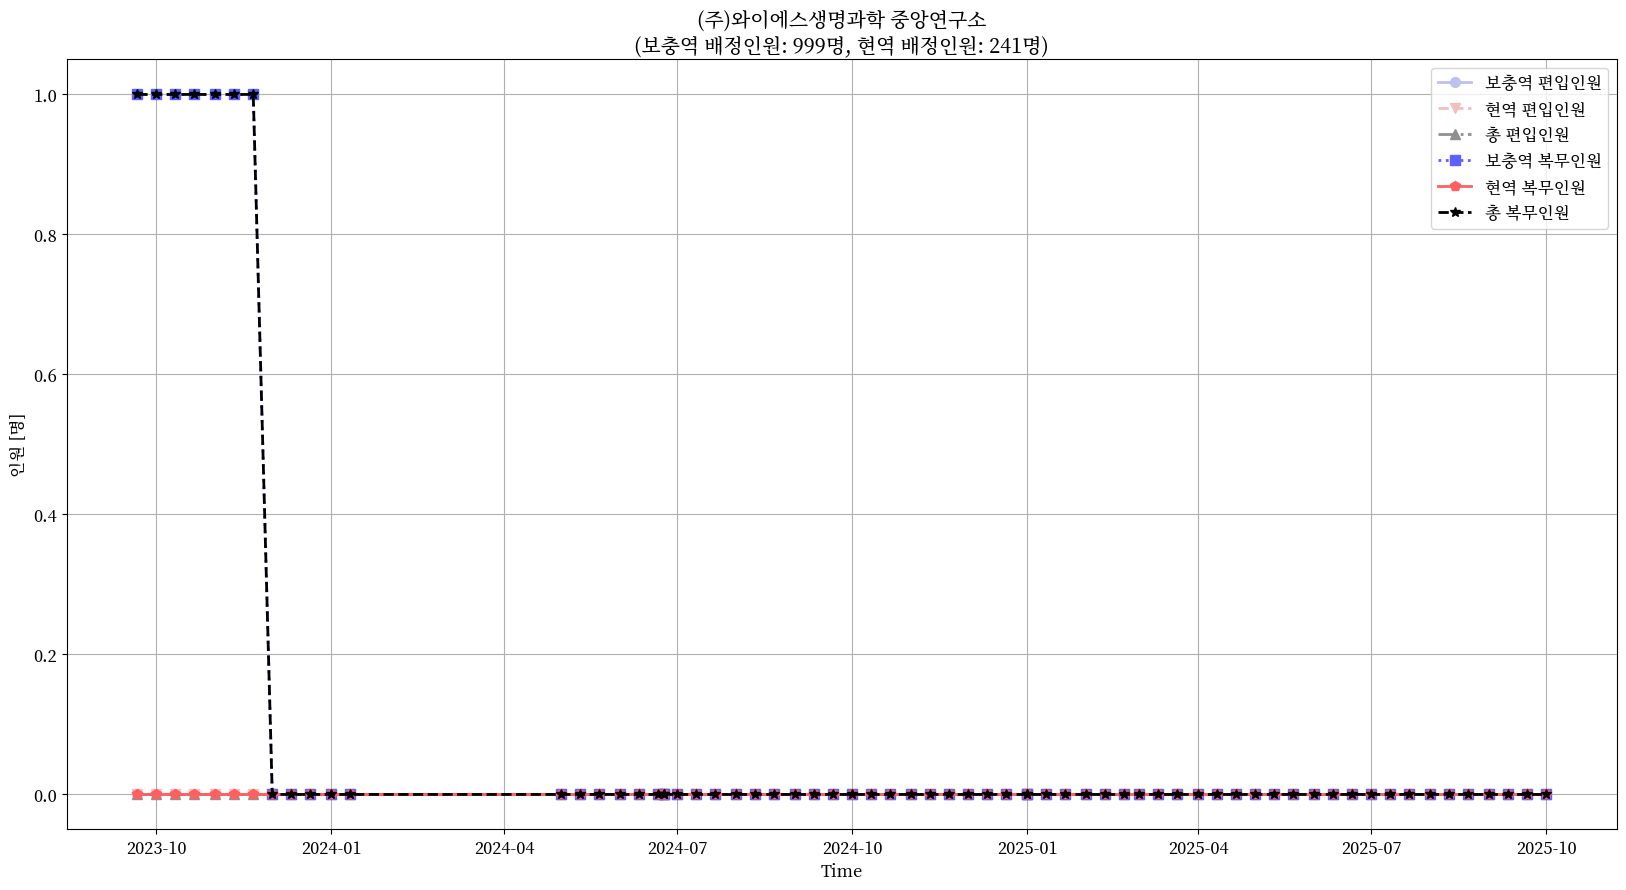 (주)와이에스생명과학 중앙연구소
(보충역 배정인원: 999명, 현역 배정인원: 241명)
보충역 편입인원
현역 편입인원
총 편입인원
보충역 복무인원
현역 복무인원
총 복무인원
인원 [명]
1.0
0.8
0.6
0.4
0.2
0.0
2023-10
2024-01
2024-04
2024-07
2024-10
2025-01
2025-04
2025-07
2025-10
Time